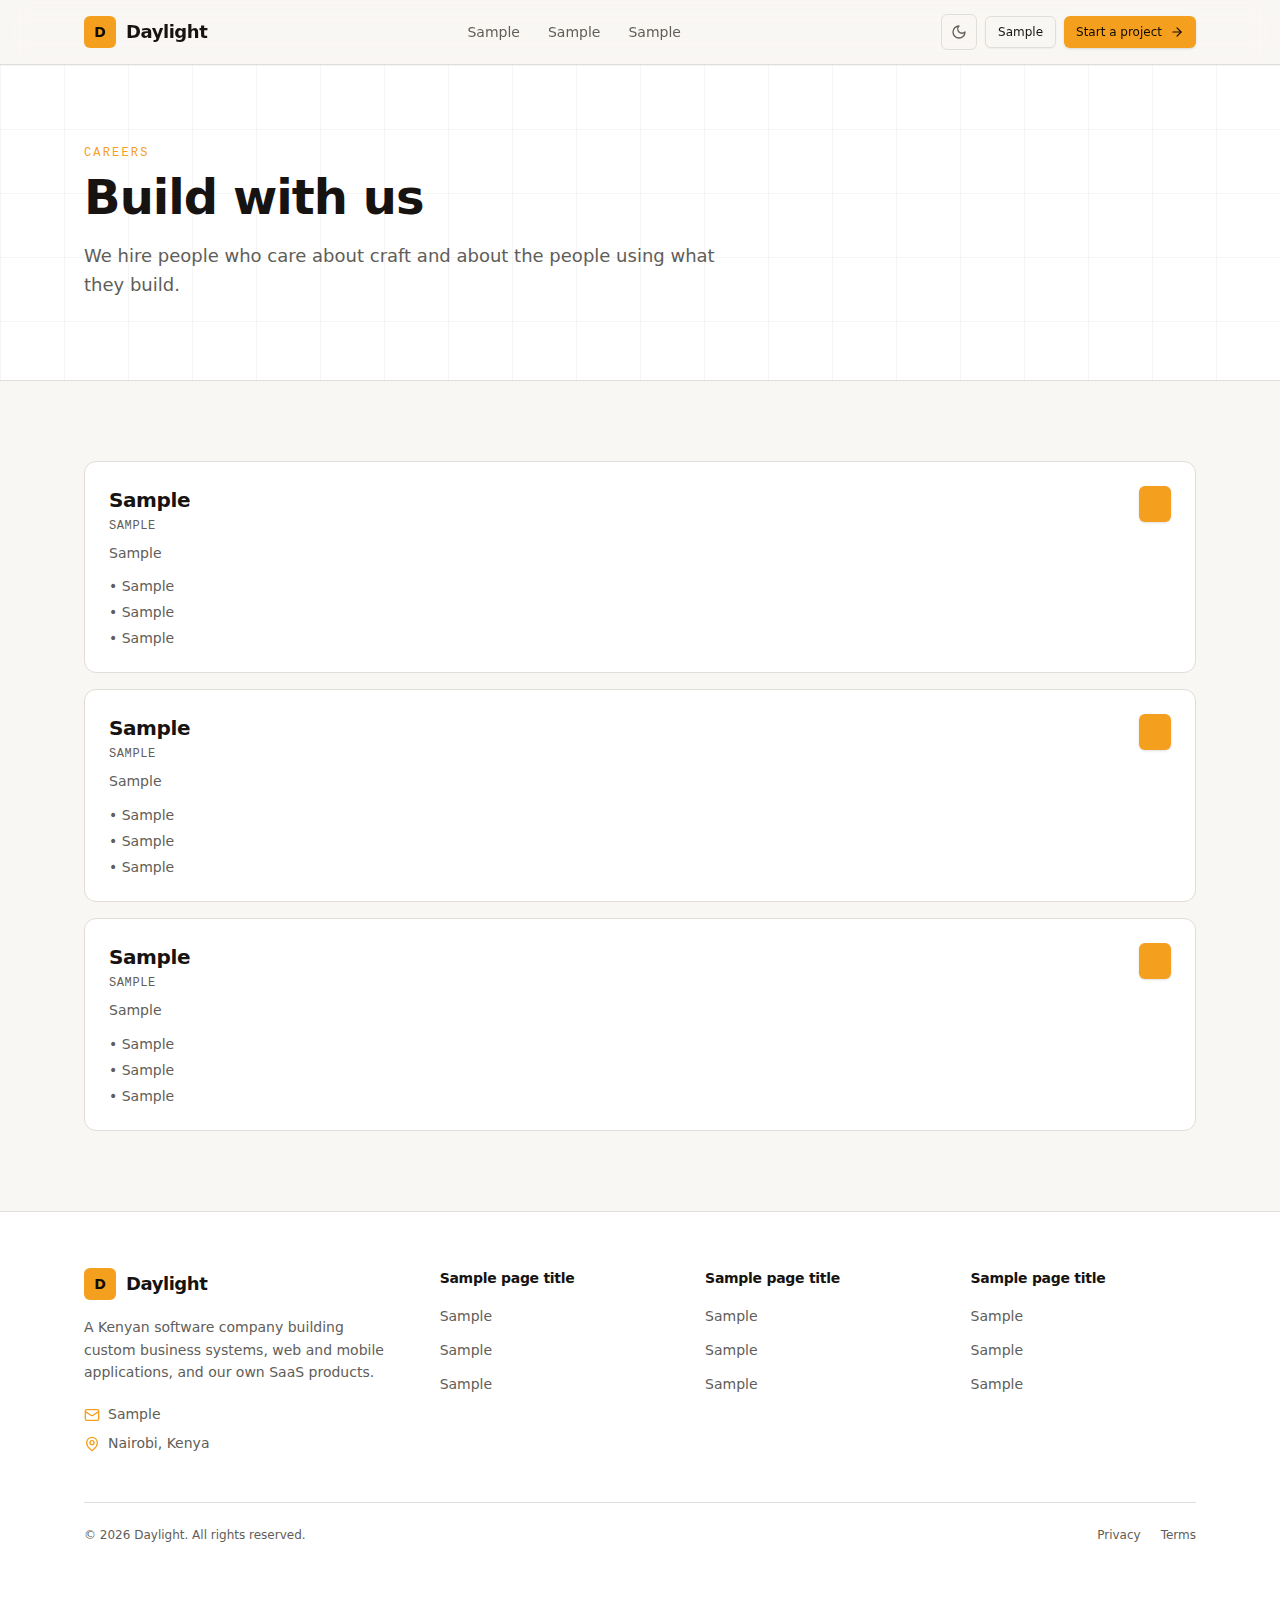 D Daylight Sample Sample Sample Sample Start a project
CAREERS
Build with us
We hire people who care about craft and about the people using what
they build.
Sample
SAMPLE
Sample
• Sample
• Sample
• Sample
Sample
SAMPLE
Sample
• Sample
• Sample
• Sample
Sample
SAMPLE
Sample
• Sample
• Sample
• Sample
D Daylight
A Kenyan software company building
custom business systems, web and mobile
applications, and our own SaaS products.
Sample
Nairobi, Kenya
Sample page title
Sample
Sample
Sample
Sample page title
Sample
Sample
Sample
Sample page title
Sample
Sample
Sample
© 2026 Daylight. All rights reserved.
Privacy Terms